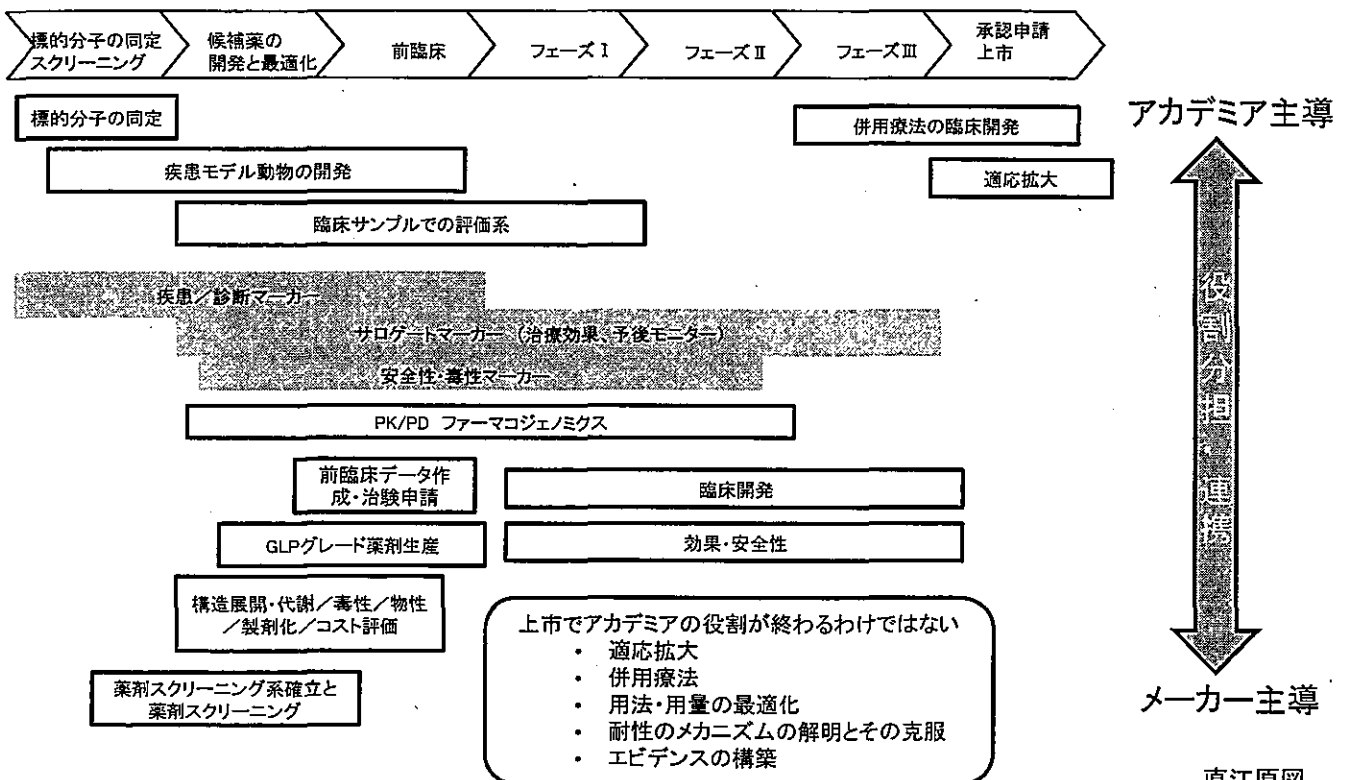 標的分子の同定
スクリーニング
候補薬の
開発と最適化
前臨床
フェーズⅠ
フェーズⅡ
フェーズⅢ
承認申請
上市
標的分子の同定
併用療法の臨床開発
アカデミア主導
疾患モデル動物の開発
適応拡大
臨床サンプルでの評価系
疾患/診断マーカー
サロゲートマーカー(治療効果、予後モニター)
安全性・毒性マーカー
PK/PD ファーマコジェノミクス
役割分担・連携
前臨床データ作
成・治験申請
臨床開発
GLPグレード薬剤生産
効果・安全性
構造展開・代謝/毒性/物性
/製剤化/コスト評価
薬剤スクリーニング系確立と
薬剤スクリーニング
上市でアカデミアの役割が終わるわけではない
・ 適応拡大
・ 併用療法
・ 用法・用量の最適化
・ 耐性のメカニズムの解明とその克服
・ エビデンスの構築
メーカー主導
直江原図